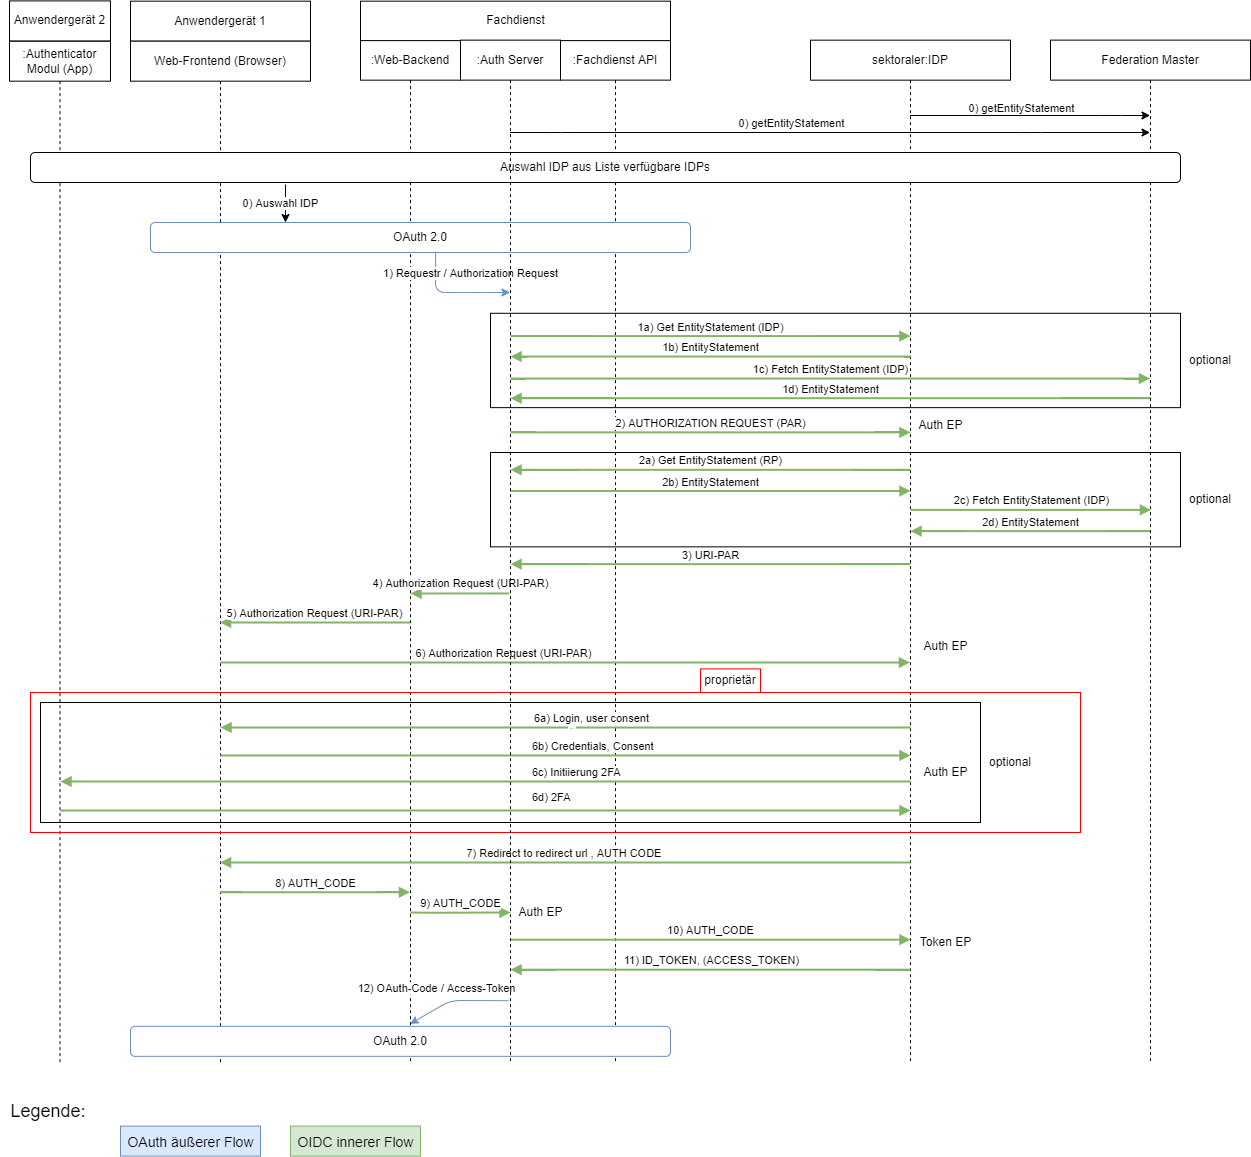 Anwendergerät 2
Anwendergerät 1
Fachdienst
:Authenticator
Modul (App)
Web-Frontend (Browser)
:Web-Backend
:Auth Server
:Fachdienst API
sektoraler:IDP
Federation Master
0) getEntityStatement
0) getEntityStatement
Auswahl IDP aus Liste verfügbare IDPs
0) Auswahl IDP
OAuth 2.0
1) Requestr / Authorization Request
1a) Get EntityStatement (IDP)
1b) EntityStatement
optional
1c) Fetch EntityStatement (IDP)
1d) EntityStatement
2) AUTHORIZATION REQUEST (PAR)
Auth EP
2a) Get EntityStatement (RP)
2b) EntityStatement
optional
2c) Fetch EntityStatement (IDP)
2d) EntityStatement
3) URI-PAR
4) Authorization Request (URI-PAR)
5) Authorization Request (URI-PAR)
Auth EP
6) Authorization Request (URI-PAR)
proprietär
6a) Login, user consent
6b) Credentials, Consent
optional
6c) Initiierung 2FA
Auth EP
6d) 2FA
7) Redirect to redirect url , AUTH CODE
8) AUTH_CODE
9) AUTH_CODE
Auth EP
10) AUTH_CODE
Token EP
11) ID_TOKEN, (ACCESS_TOKEN)
12) OAuth-Code / Access-Token
OAuth 2.0
Legende:
OAuth äußerer Flow
OIDC innerer Flow